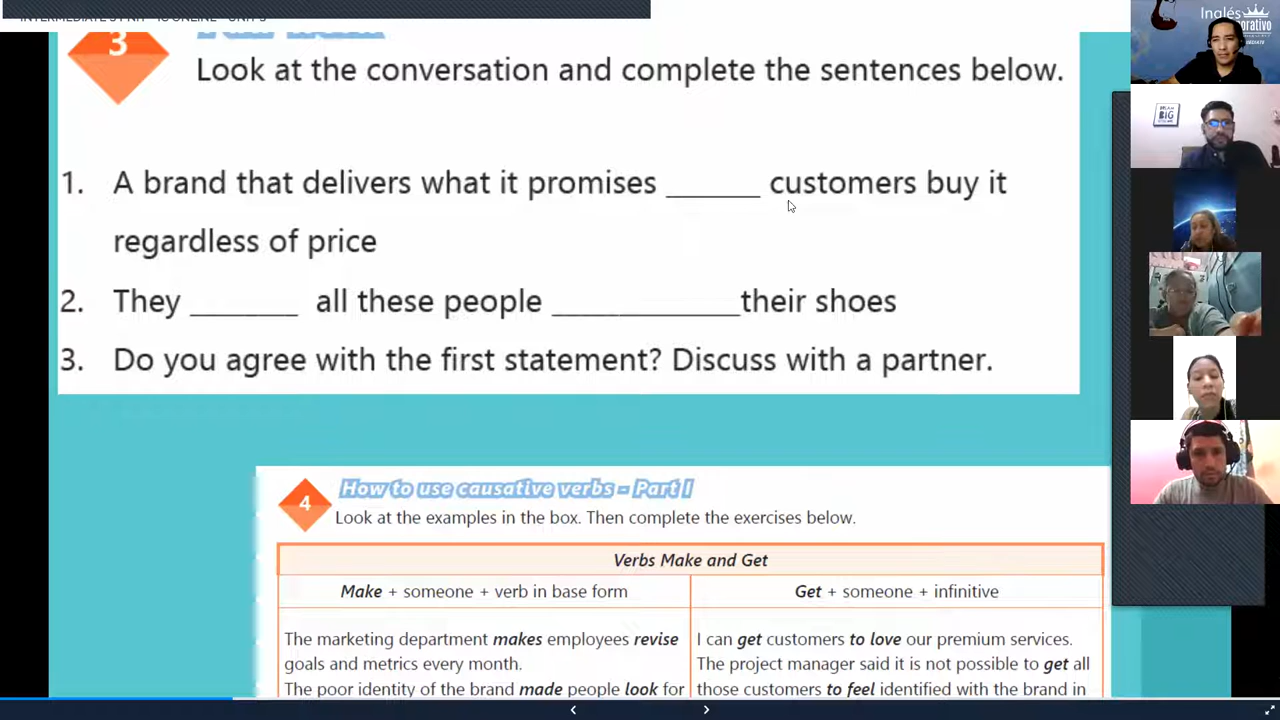 3
Look at the conversation and complete the sentences below.
1. A brand that delivers what it promises _______ customers buy it
regardless of price
2. They _______ all these people ____________ their shoes
3. Do you agree with the first statement? Discuss with a partner.
4
How to use causative verbs - Part I
Look at the examples in the box. Then complete the exercises below.
Verbs Make and Get
Make + someone + verb in base form
Get + someone + infinitive
The marketing department makes employees revise
goals and metrics every month.
The poor identity of the brand made people look for
I can get customers to love our premium services.
The project manager said it is not possible to get all
those customers to feel identified with the brand in
Inglés
BIG